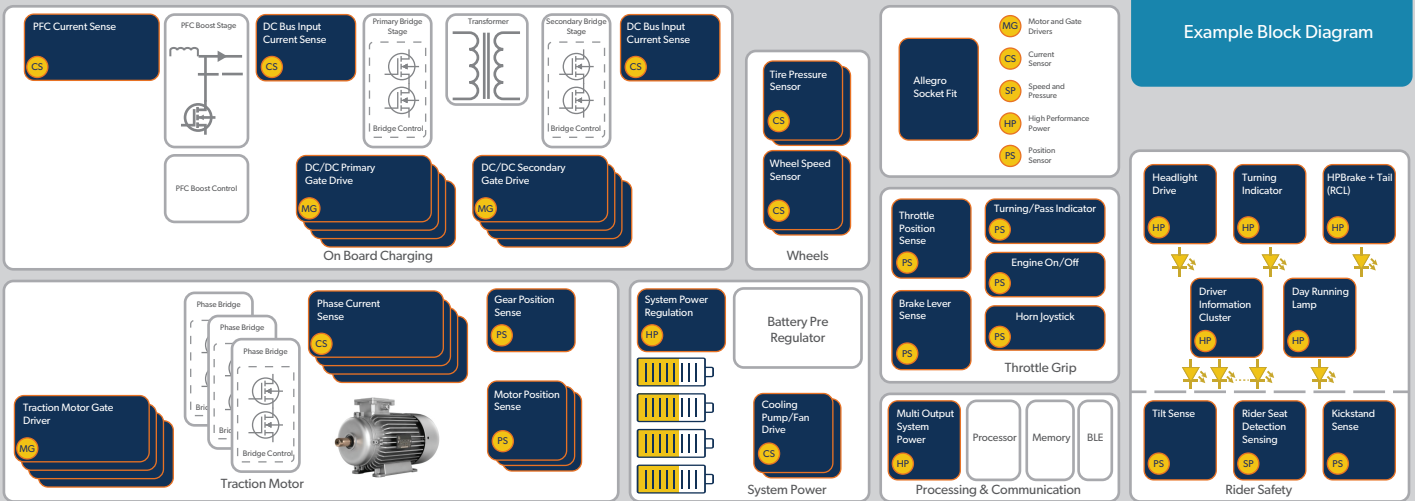 PFC Current Sense
CS
PFC Boost Stage
DC Bus Input
Current Sense
CS
Primary Bridge
Stage
Bridge Control
Transformer
Secondary Bridge
Stage
Bridge Control
DC Bus Input
Current Sense
CS
PFC Boost Control
DC/DC Primary
Gate Drive
MG
DC/DC Secondary
Gate Drive
MG
On Board Charging
Tire Pressure
Sensor
CS
Wheel Speed
Sensor
CS
Wheels
Allegro
Socket Fit
MG
Motor and Gate
Drivers
CS
Current
Sensor
SP
Speed and
Pressure
HP
High Performance
Power
PS
Position
Sensor
Example Block Diagram
Traction Motor Gate
Driver
MG
Phase Bridge
Bric
Phase Bridge
Bric
Phase Bridge
Bridge Control
Phase Current
Sense
CS
Gear Position
Sense
PS
Motor Position
Sense
PS
Traction Motor
System Power
Regulation
HP
Battery Pre
Regulator
Cooling
Pump/Fan
Drive
CS
System Power
Throttle
Position
Sense
PS
Turning/Pass Indicator
PS
Engine On/Off
PS
Brake Lever
Sense
PS
Horn Joystick
PS
Throttle Grip
Multi Output
System
Power
HP
Processor
Memory
BLE
Processing & Communication
Headlight
Drive
HP
Turning
Indicator
HP
HPBrake + Tail
(RCL)
HP
Driver
Information
Cluster
HP
Day Running
Lamp
HP
Tilt Sense
PS
Rider Seat
Detection
Sensing
SP
Kickstand
Sense
PS
Rider Safety